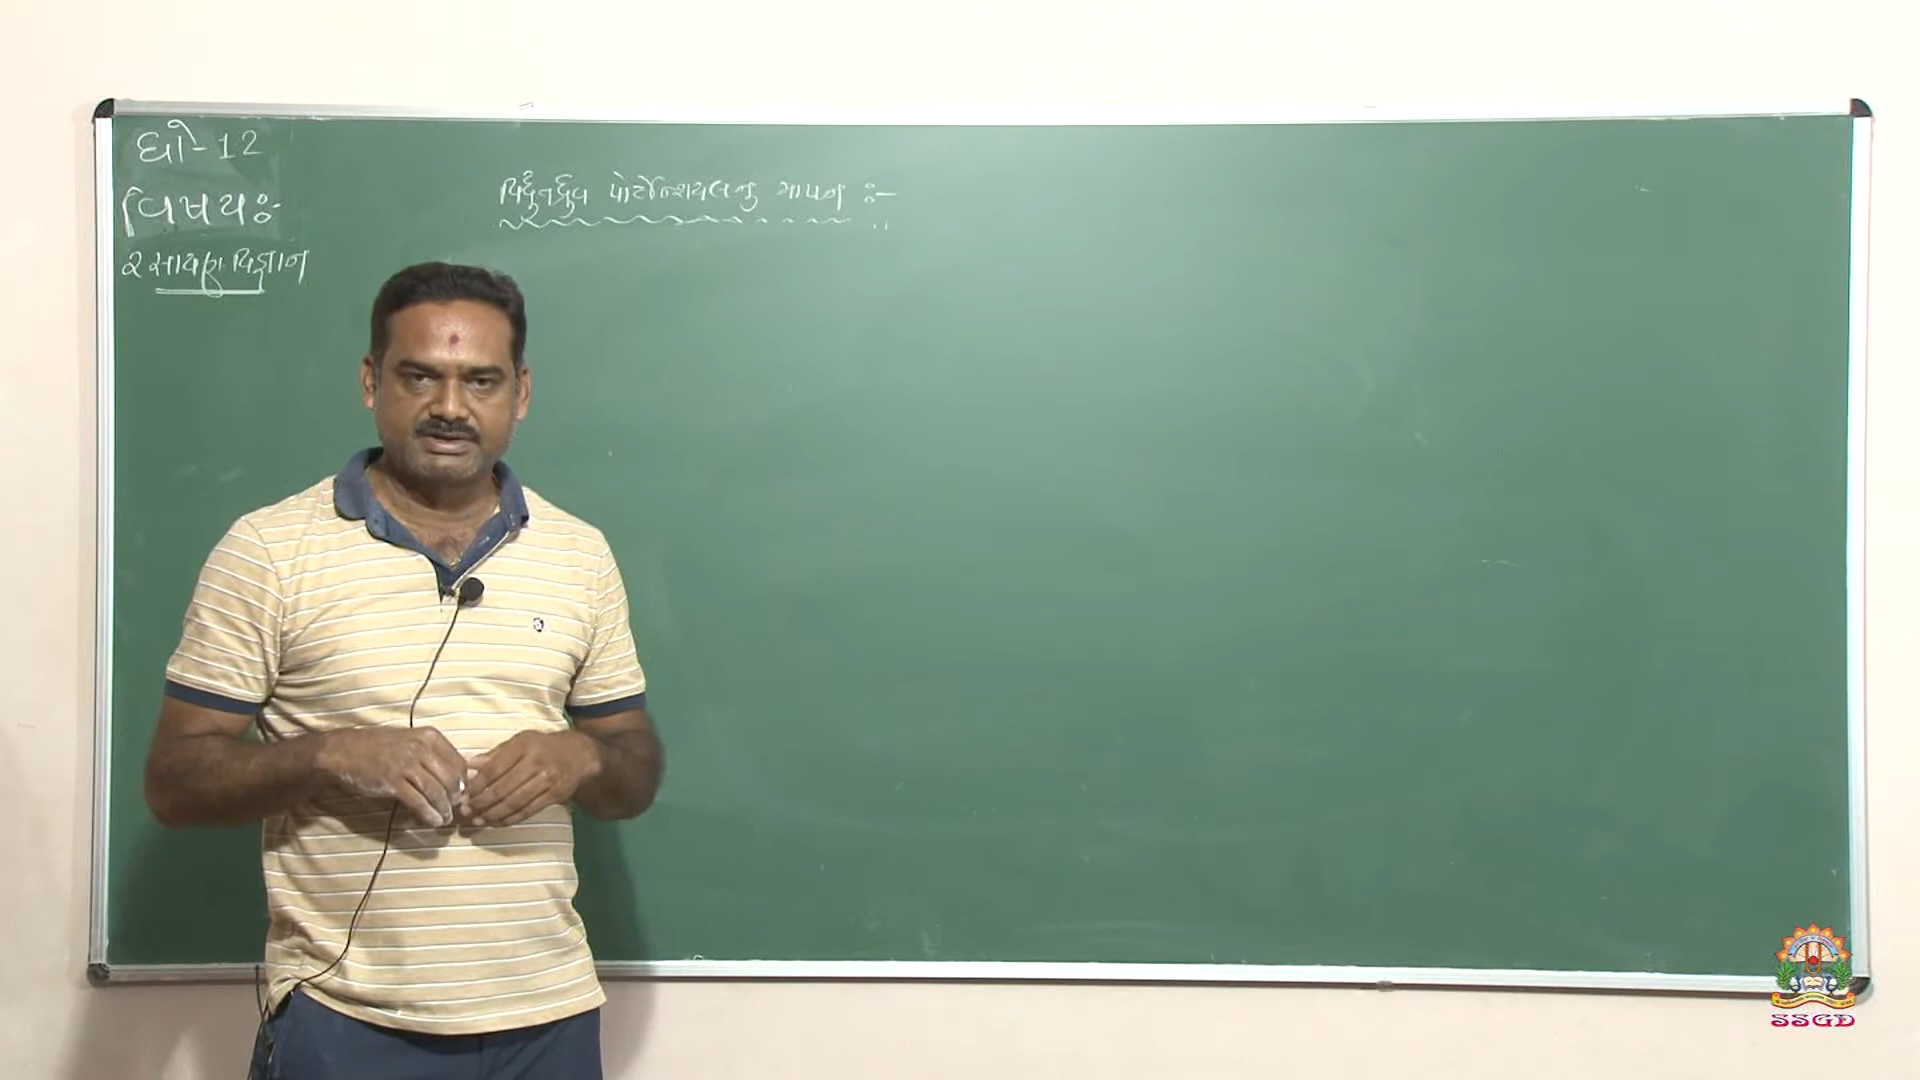 ધો-12
વિષય:-
રસાયણ વિજ્ઞાન
વિદ્યુતધ્રુવ પોટેન્શિયલનું માપન :-
SSGD